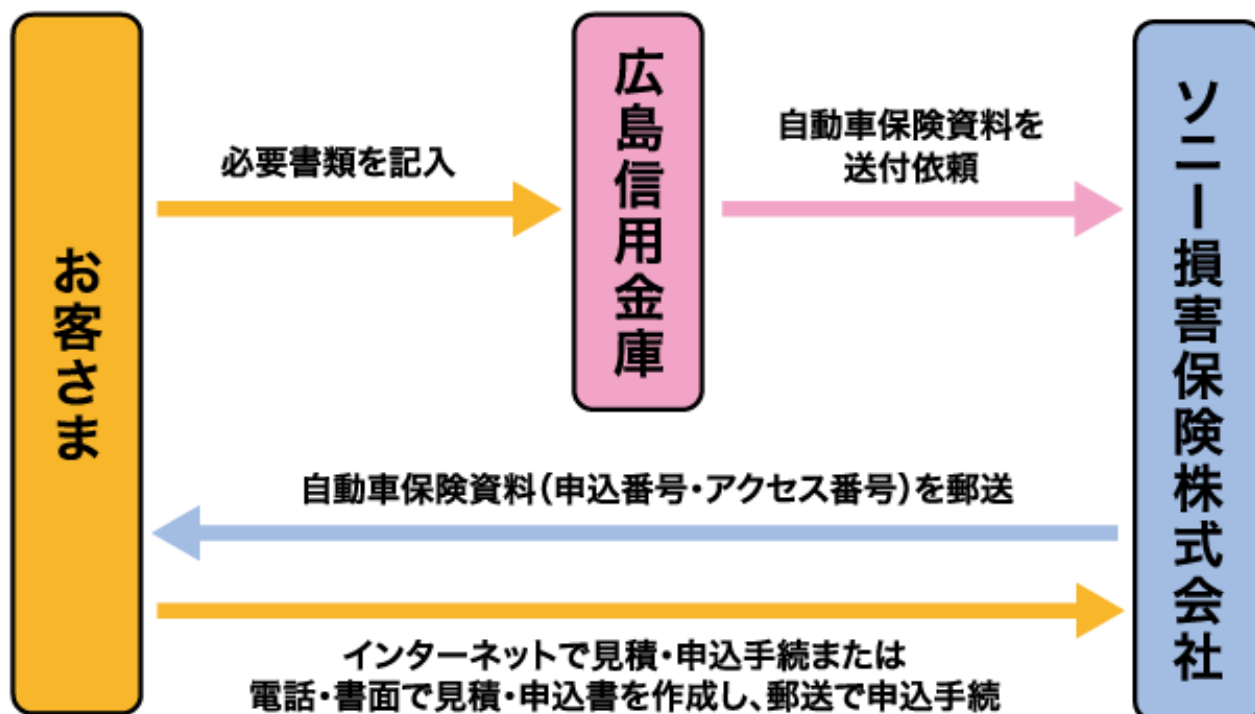 お客さま
必要書類を記入
広島信用金庫
自動車保険資料を
送付依頼
ソニー損害保険株式会社
自動車保険資料(申込番号・アクセス番号)を郵送
インターネットで見積・申込手続または
電話・書面で見積・申込書を作成し、郵送で申込手続